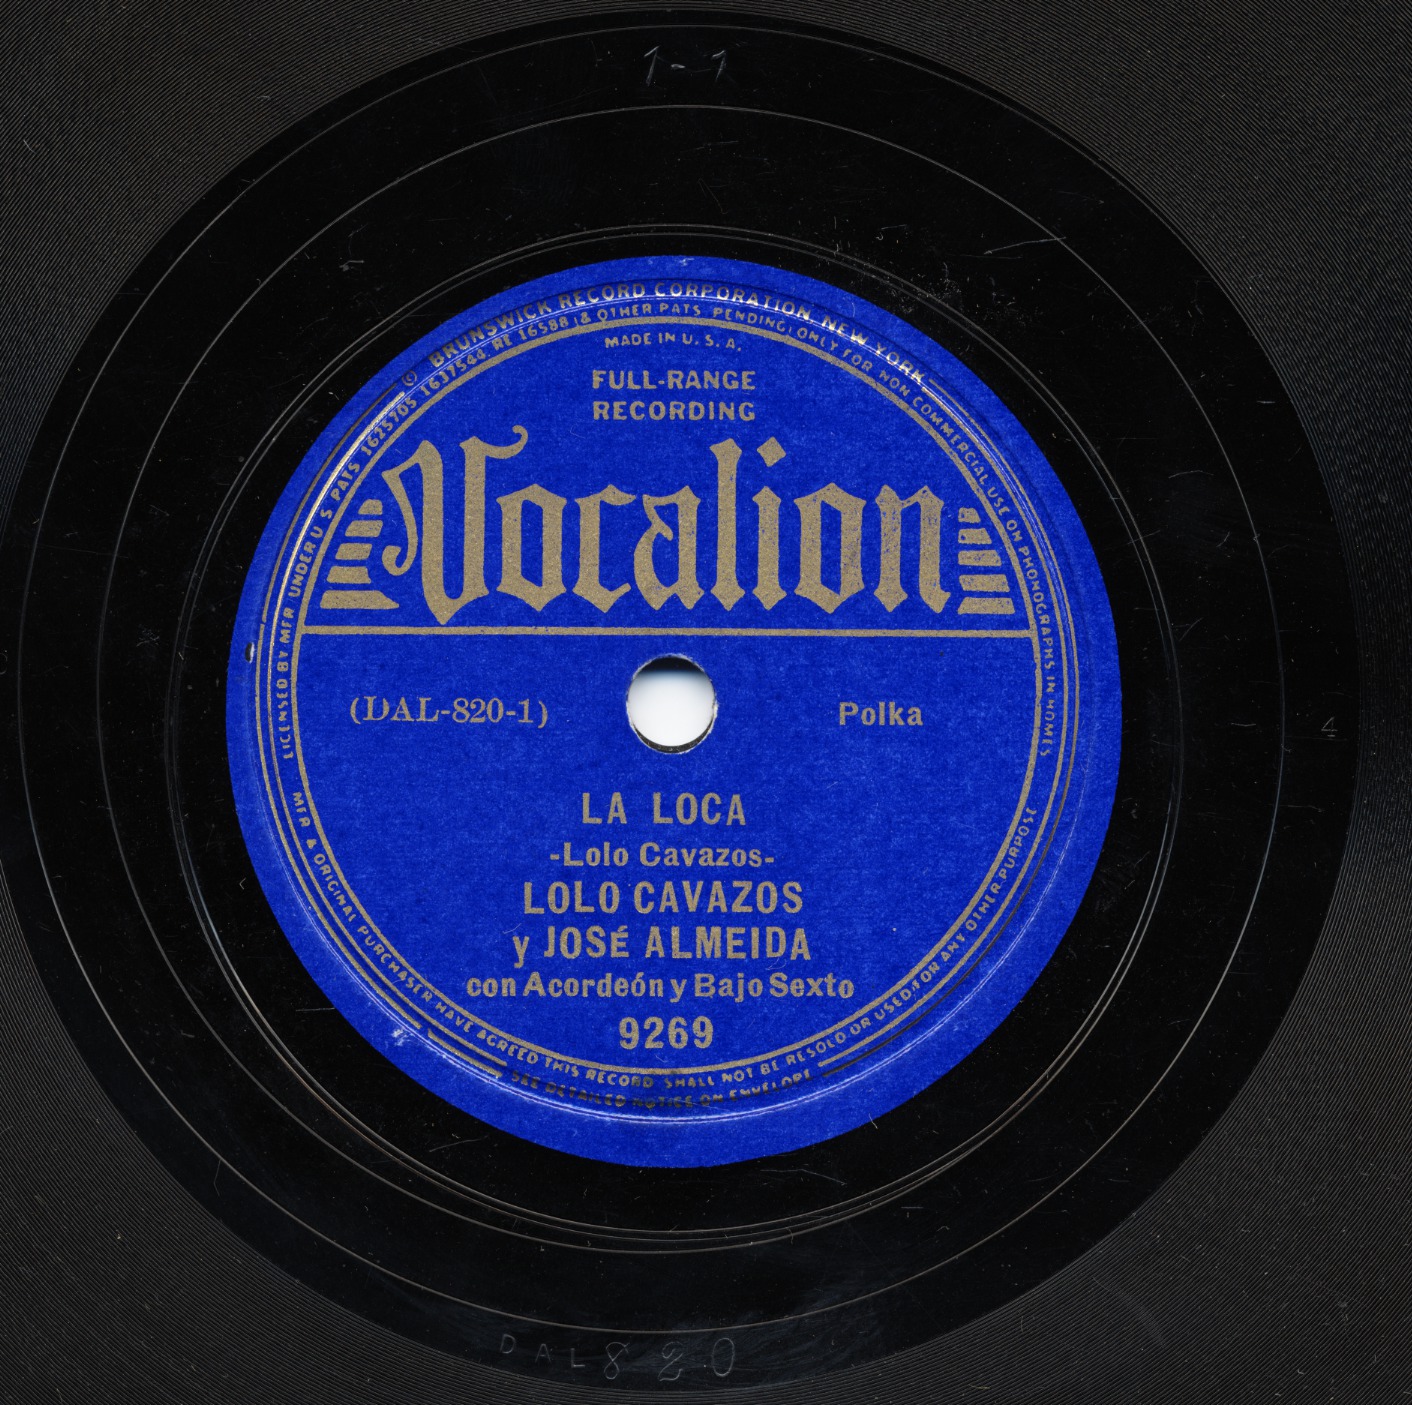 1-1
© BRUNSWICK RECORD CORPORATION, NEW YORK
LICENSED BY MFR UNDER U S PATS 1625705 1637544, RE 16588 (& OTHER PATS PENDING) ONLY FOR NON COMMERCIAL USE ON PHONOGRAPHS IN HOMES
MADE IN U. S. A.
FULL-RANGE
RECORDING
Vocalion
(DAL-820-1)
Polka
4
LA LOCA
-Lolo Cavazos-
LOLO CAVAZOS
y JOSÉ ALMEIDA
con Acordeón y Bajo Sexto
9269
MFR & ORIGINAL PURCHASER HAVE AGREED THIS RECORD SHALL NOT BE RESOLD OR USED FOR ANY OTHER PURPOSE
SEE DETAILED NOTICE ON ENVELOPE
DAL 820